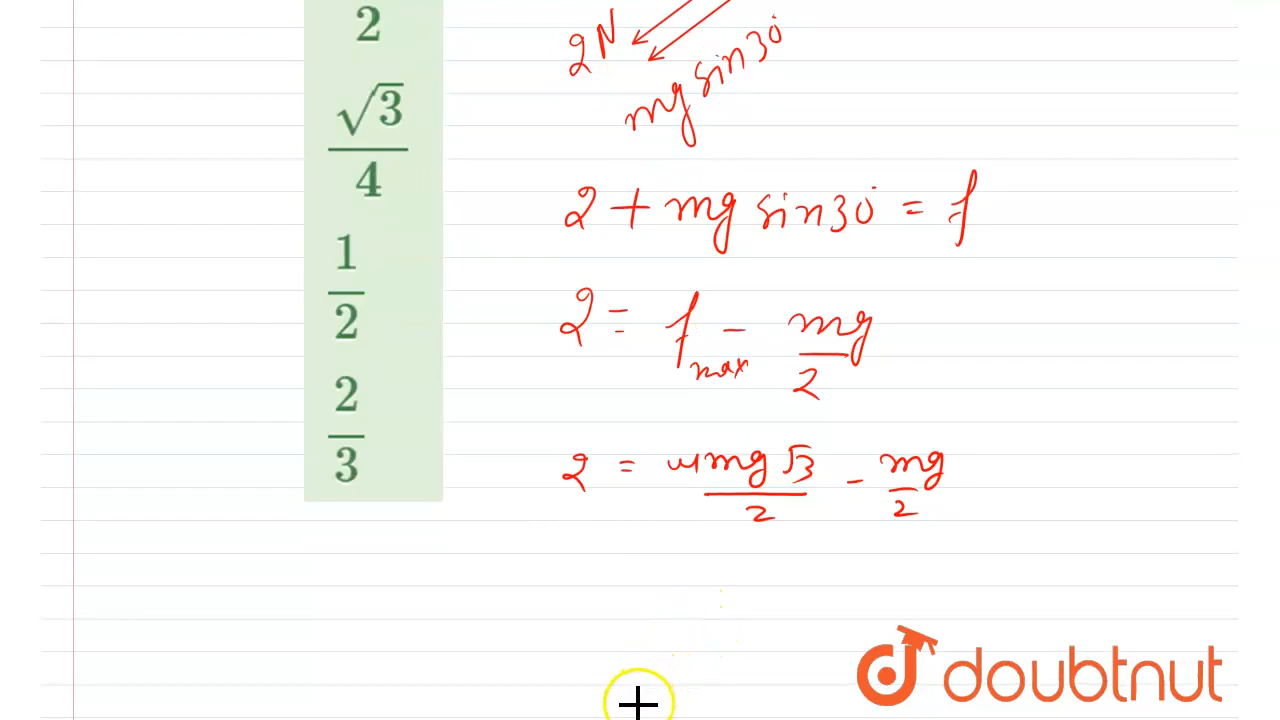 2
√3
4
1
2
2
3
2N
mg sin30°
2 + mg sin30° = f
2 = f max - mg/2
2 = μmg√3/2 - mg/2
doubtnut